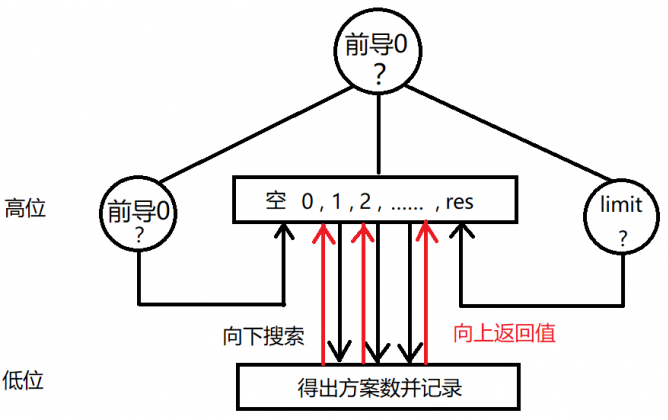 前导0
?
高位
前导0
?
空 0 , 1 , 2 , ...... , res
limit
?
向下搜索
向上返回值
低位
得出方案数并记录